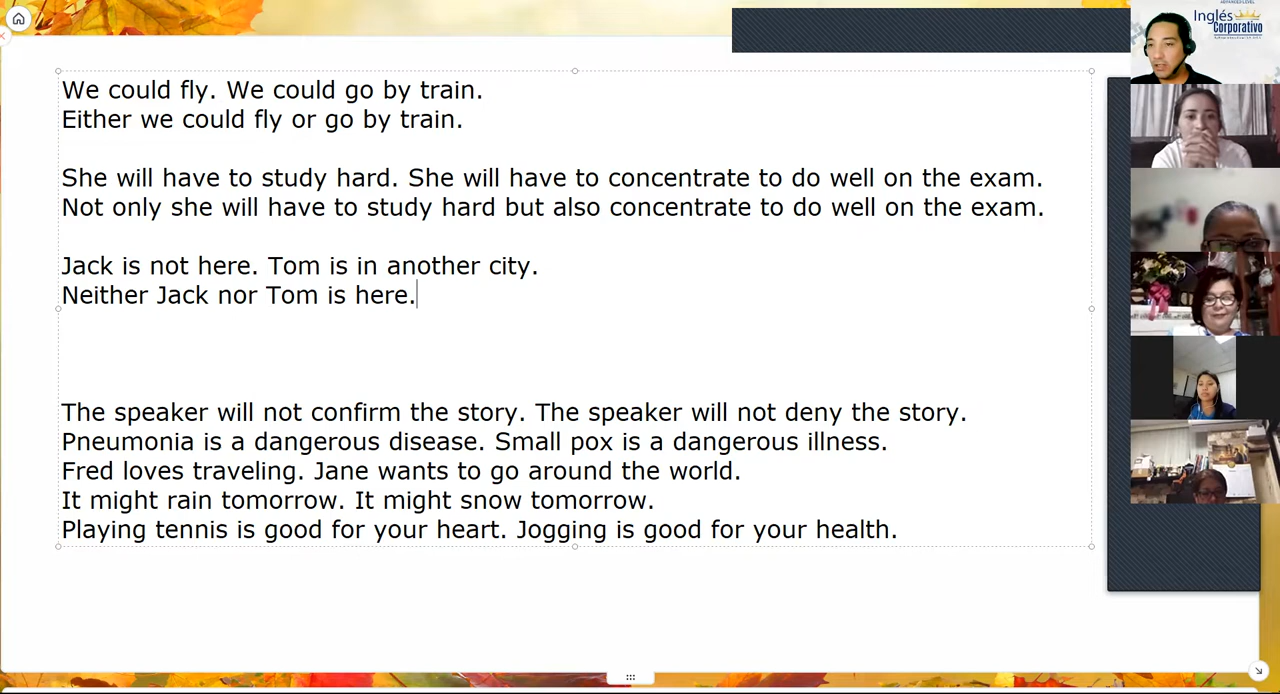 We could fly. We could go by train.
Either we could fly or go by train.
She will have to study hard. She will have to concentrate to do well on the exam.
Not only she will have to study hard but also concentrate to do well on the exam.
Jack is not here. Tom is in another city.
Neither Jack nor Tom is here.
The speaker will not confirm the story. The speaker will not deny the story.
Pneumonia is a dangerous disease. Small pox is a dangerous illness.
Fred loves traveling. Jane wants to go around the world.
It might rain tomorrow. It might snow tomorrow.
Playing tennis is good for your heart. Jogging is good for your health.
ADVANCED LEVEL
Inglés
Corporativo